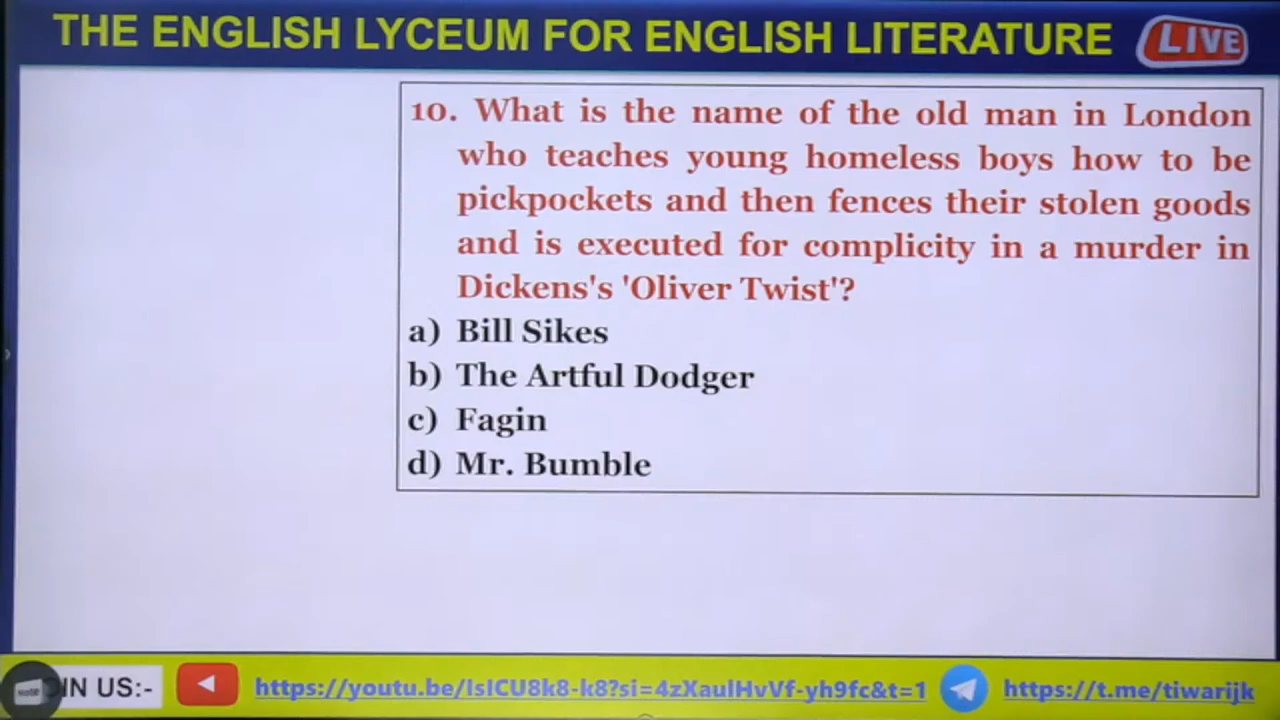 THE ENGLISH LYCEUM FOR ENGLISH LITERATURE LIVE
10. What is the name of the old man in London
who teaches young homeless boys how to be
pickpockets and then fences their stolen goods
and is executed for complicity in a murder in
Dickens's 'Oliver Twist'?
a) Bill Sikes
b) The Artful Dodger
c) Fagin
d) Mr. Bumble
IN US:- https://youtu.be/IsICU8k8-k8?si=4zXaulHvVf-yh9fc&t=1 https://t.me/tiwarijk